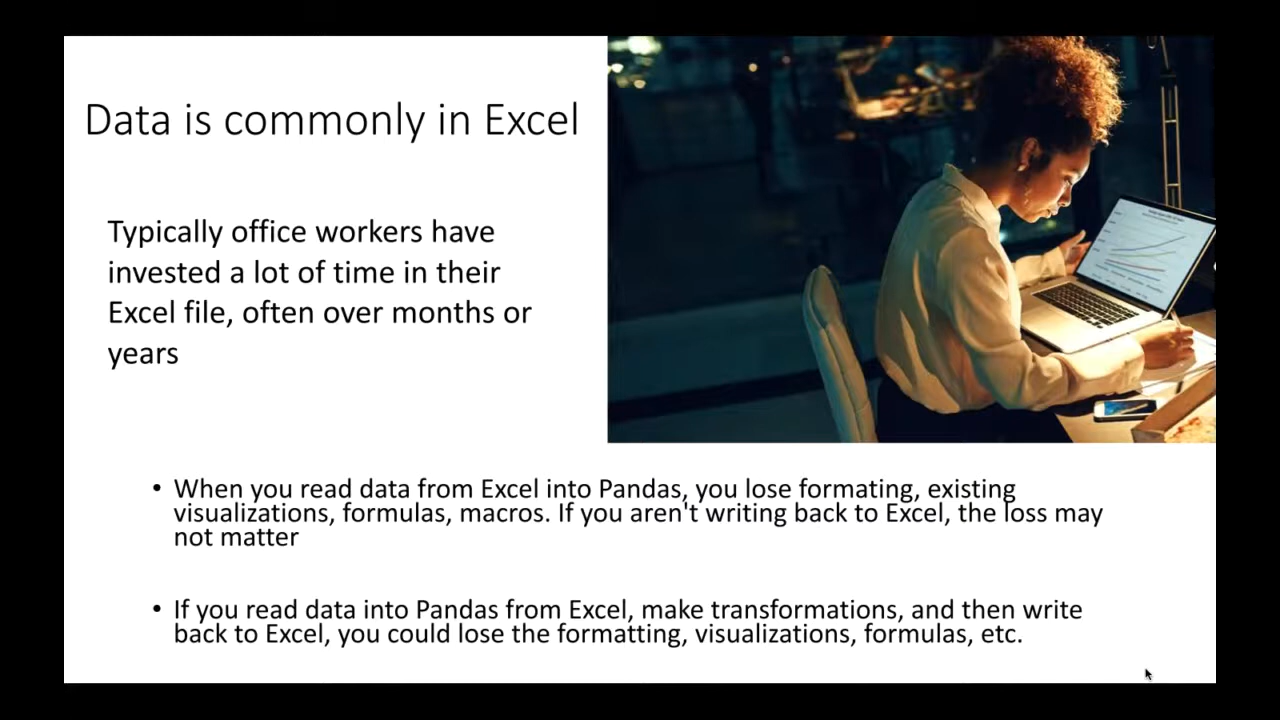 Data is commonly in Excel
Typically office workers have
invested a lot of time in their
Excel file, often over months or
years
• When you read data from Excel into Pandas, you lose formating, existing
visualizations, formulas, macros. If you aren't writing back to Excel, the loss may
not matter
• If you read data into Pandas from Excel, make transformations, and then write
back to Excel, you could lose the formatting, visualizations, formulas, etc.